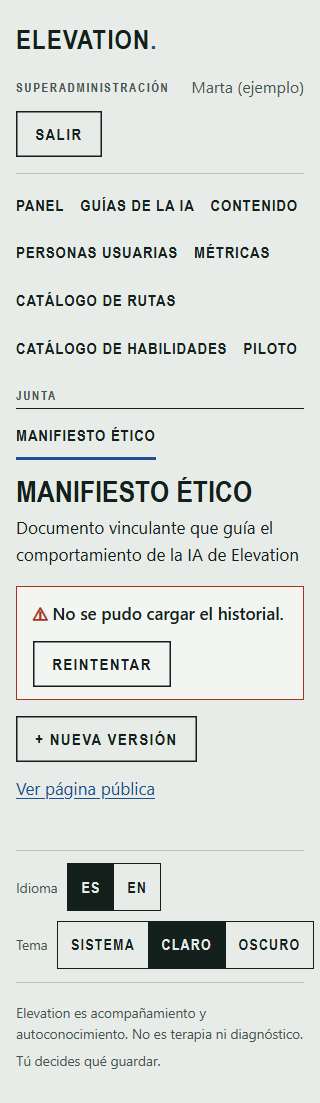 ELEVATION.
SUPERADMINISTRACIÓN Marta (ejemplo)
SALIR
PANEL GUÍAS DE LA IA CONTENIDO
PERSONAS USUARIAS MÉTRICAS
CATÁLOGO DE RUTAS
CATÁLOGO DE HABILIDADES PILOTO
JUNTA
MANIFIESTO ÉTICO
MANIFIESTO ÉTICO
Documento vinculante que guía el
comportamiento de la IA de Elevation
⚠ No se pudo cargar el historial.
REINTENTAR
+ NUEVA VERSIÓN
Ver página pública
Idioma ES EN
Tema SISTEMA CLARO OSCURO
Elevation es acompañamiento y
autoconocimiento. No es terapia ni diagnóstico.
Tú decides qué guardar.